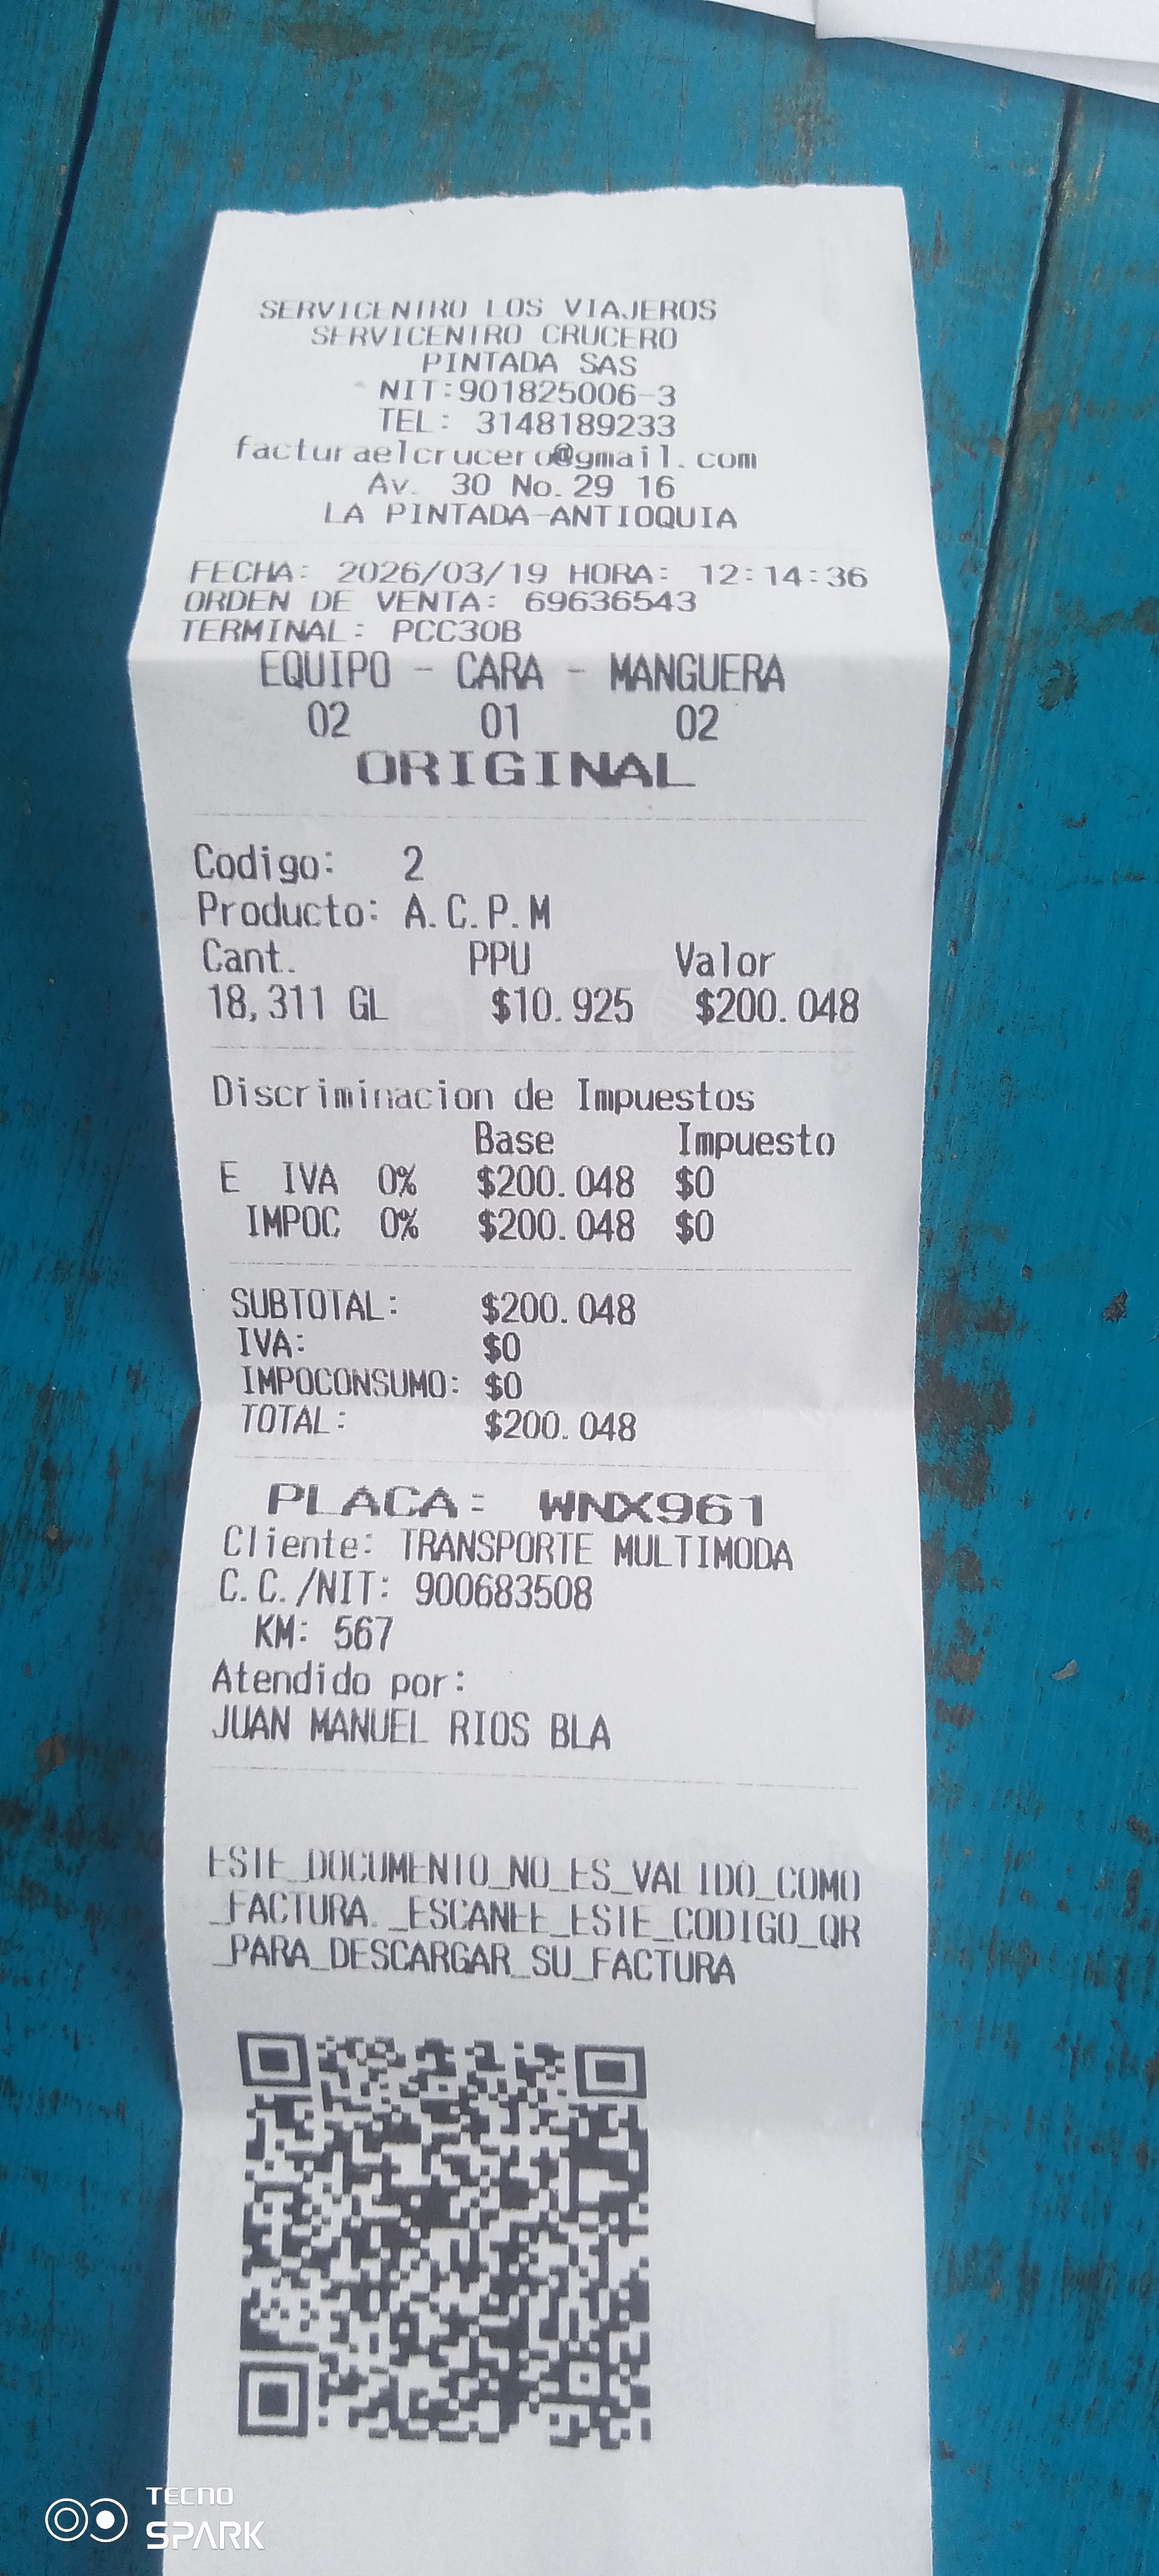 SERVICENTRO LOS VIAJEROS
SERVICENTRO CRUCERO
PINTADA SAS
NIT:901825006-3
TEL: 3148189233
facturaelcrucero@gmail.com
Av. 30 No.29 16
LA PINTADA-ANTIOQUIA
FECHA: 2026/03/19 HORA: 12:14:36
ORDEN DE VENTA: 69636543
TERMINAL: PCC30B
EQUIPO - CARA - MANGUERA
02 01 02
ORIGINAL
Codigo: 2
Producto: A.C.P.M
Cant. PPU Valor
18,311 GL $10.925 $200.048
Discriminacion de Impuestos
Base Impuesto
E IVA 0% $200.048 $0
IMPOC 0% $200.048 $0
SUBTOTAL: $200.048
IVA: $0
IMPOCONSUMO: $0
TOTAL: $200.048
PLACA: WNX961
Cliente: TRANSPORTE MULTIMODA
C.C./NIT: 900683508
KM: 567
Atendido por:
JUAN MANUEL RIOS BLA
ESTE_DOCUMENTO_NO_ES_VALIDO_COMO
_FACTURA._ESCANEE_ESTE_CODIGO_QR
_PARA_DESCARGAR_SU_FACTURA
TECNO
SPARK